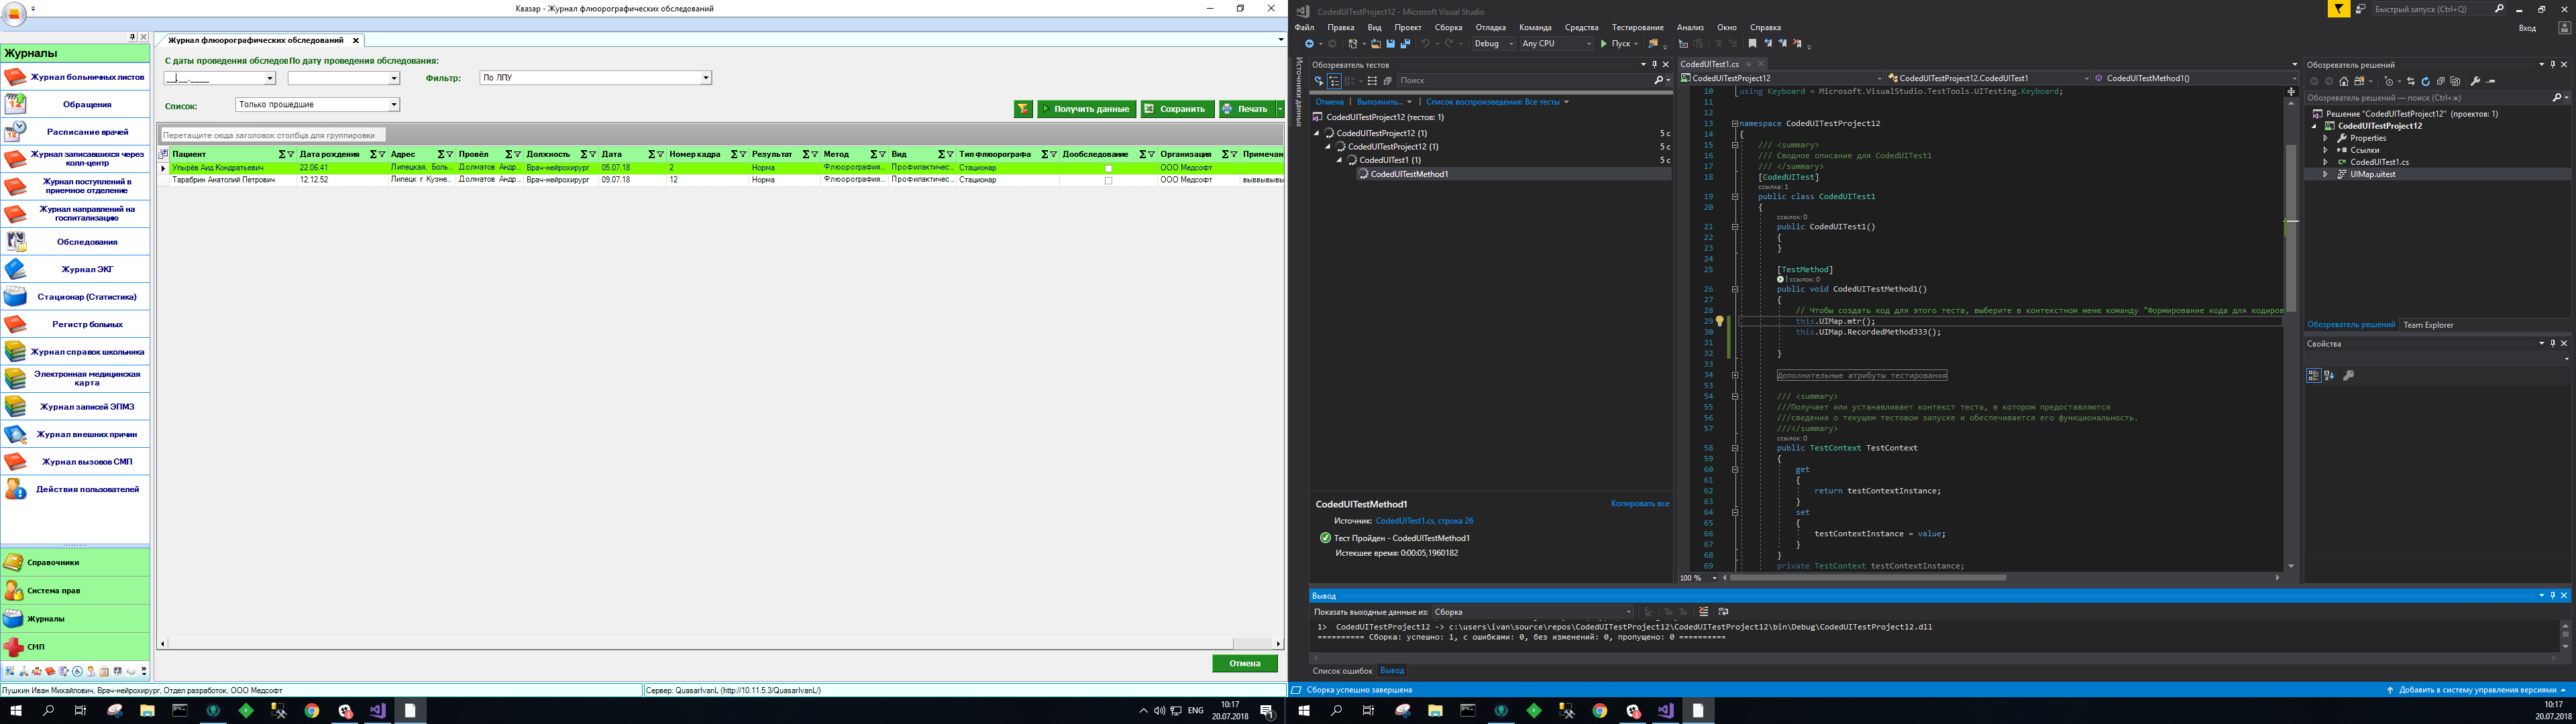 Квазар - Журнал флюорографических обследований
Журналы
Журнал больничных листов
Обращения
Расписание врачей
Журнал записавшихся через
колл-центр
Журнал поступлений в
приемное отделение
Журнал направлений на
госпитализацию
Обследования
Журнал ЭКГ
Стационар (Статистика)
Регистр больных
Журнал справок школьника
Электронная медицинская
карта
Журнал записей ЭПМЗ
Журнал внешних причин
Журнал вызовов СМП
Действия пользователей
Справочники
Система прав
Журналы
СМП
Журнал флюорографических обследований
С даты проведения обследов По дату проведения обследования:
__.__.____ Фильтр: По ЛПУ
Список: Только прошедшие
Получить данные Сохранить Печать
Перетащите сюда заголовок столбца для группировки
Пациент Дата рождения Адрес Провёл Должность Дата Номер кадра Результат Метод Вид Тип флюорографа Дообследование Организация Примечан
Улырёв Аид Кондратьевич 22.06.41 Липецкая, Боль... Долматов Андр... Врач-нейрохирург 05.07.18 2 Норма Флюорография... Профилактичес... Стационар ООО Медсофт
Тарабрин Анатолий Петрович 12.12.52 Липецк г Кузне... Долматов Андр... Врач-нейрохирург 09.07.18 12 Норма Флюорография... Профилактичес... Стационар ООО Медсофт выввывывы
Отмена
Лушкин Иван Михайлович, Врач-нейрохирург, Отдел разработок, ООО Медсофт
Сервер: QuasarIvanL (http://10.11.5.3/QuasarIvanL/)
ENG
10:17
20.07.2018
CodedUITestProject12 - Microsoft Visual Studio
Быстрый запуск (Ctrl+Q)
Файл Правка Вид Проект Сборка Отладка Команда Средства Тестирование Анализ Окно Справка
Вход
Debug Any CPU Пуск
Источники данных
Обозреватель тестов
Поиск
Отмена | Выполнить... | Список воспроизведения: Все тесты
CodedUITestProject12 (тестов: 1)
CodedUITestProject12 (1) 5 с
CodedUITestProject12 (1) 5 с
CodedUITest1 (1) 5 с
CodedUITestMethod1
CodedUITestMethod1
Копировать все
Источник: CodedUITest1.cs, строка 26
Тест Пройден - CodedUITestMethod1
Истекшее время: 0:00:05,1960182
CodedUITest1.cs
CodedUITestProject12 CodedUITestProject12.CodedUITest1 CodedUITestMethod1()
10 using Keyboard = Microsoft.VisualStudio.TestTools.UITesting.Keyboard;
11
12
13 namespace CodedUITestProject12
14 {
15 /// <summary>
16 /// Сводное описание для CodedUITest1
17 /// </summary>
18 [CodedUITest]
ссылка: 1
19 public class CodedUITest1
20 {
ссылок: 0
21 public CodedUITest1()
22 {
23 }
24
25 [TestMethod]
| ссылок: 0
26 public void CodedUITestMethod1()
27 {
28 // Чтобы создать код для этого теста, выберите в контекстном меню команду "Формирование кода для кодиров
29 this.UIMap.mtr();
30 this.UIMap.RecordedMethod333();
31
32 }
33
34 Дополнительные атрибуты тестирования
53
54 /// <summary>
55 ///Получает или устанавливает контекст теста, в котором предоставляются
56 ///сведения о текущем тестовом запуске и обеспечивается его функциональность.
57 ///</summary>
ссылок: 0
58 public TestContext TestContext
59 {
60 get
61 {
62 return testContextInstance;
63 }
64 set
65 {
66 testContextInstance = value;
67 }
68 }
69 private TestContext testContextInstance;
100 %
Обозреватель решений
Обозреватель решений — поиск (Ctrl+ж)
Решение "CodedUITestProject12" (проектов: 1)
CodedUITestProject12
Properties
Ссылки
CodedUITest1.cs
UIMap.uitest
Обозреватель решений Team Explorer
Свойства
Вывод
Показать выходные данные из: Сборка
1> CodedUITestProject12 -> c:\users\ivan\source\repos\CodedUITestProject12\CodedUITestProject12\bin\Debug\CodedUITestProject12.dll
========== Сборка: успешно: 1, с ошибками: 0, без изменений: 0, пропущено: 0 ==========
Список ошибок Вывод
Сборка успешно завершена
Добавить в систему управления версиями
10:17
20.07.2018